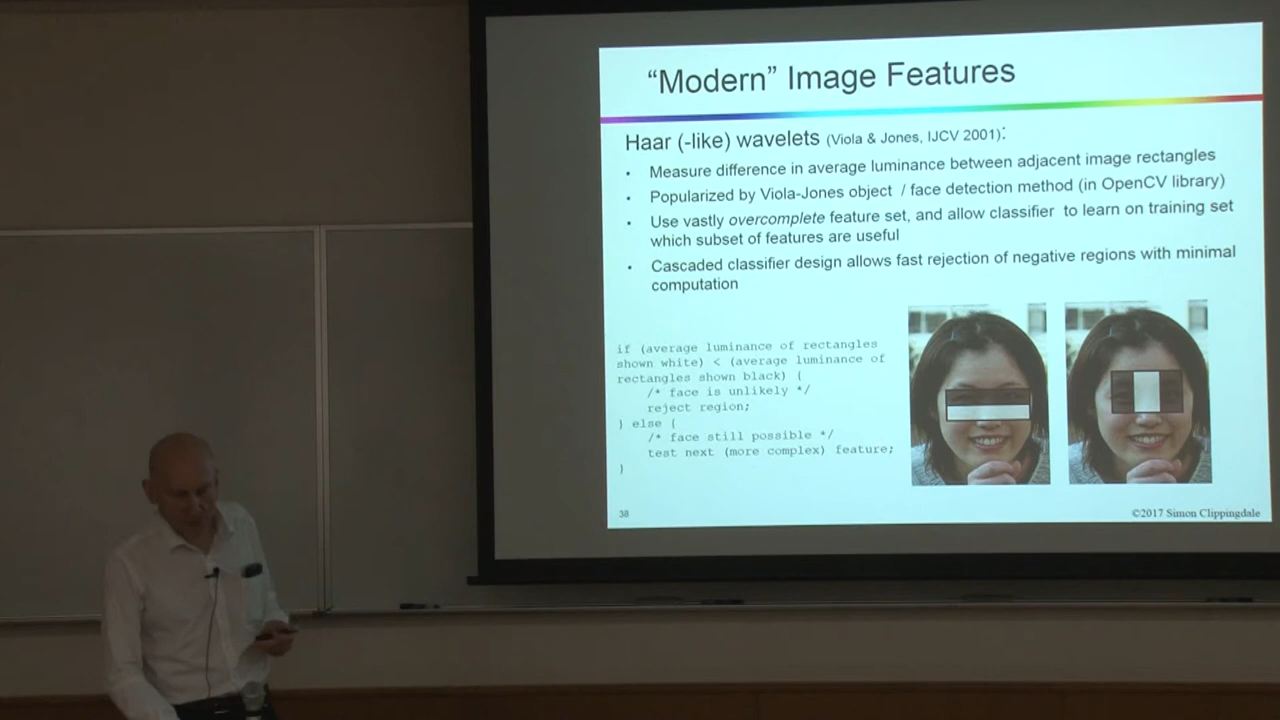 “Modern” Image Features
Haar (-like) wavelets (Viola & Jones, IJCV 2001):
• Measure difference in average luminance between adjacent image rectangles
• Popularized by Viola-Jones object / face detection method (in OpenCV library)
• Use vastly overcomplete feature set, and allow classifier to learn on training set
which subset of features are useful
• Cascaded classifier design allows fast rejection of negative regions with minimal
computation
if (average luminance of rectangles
shown white) < (average luminance of
rectangles shown black) {
/* face is unlikely */
reject region;
} else {
/* face still possible */
test next (more complex) feature;
}
38
©2017 Simon Clippingdale